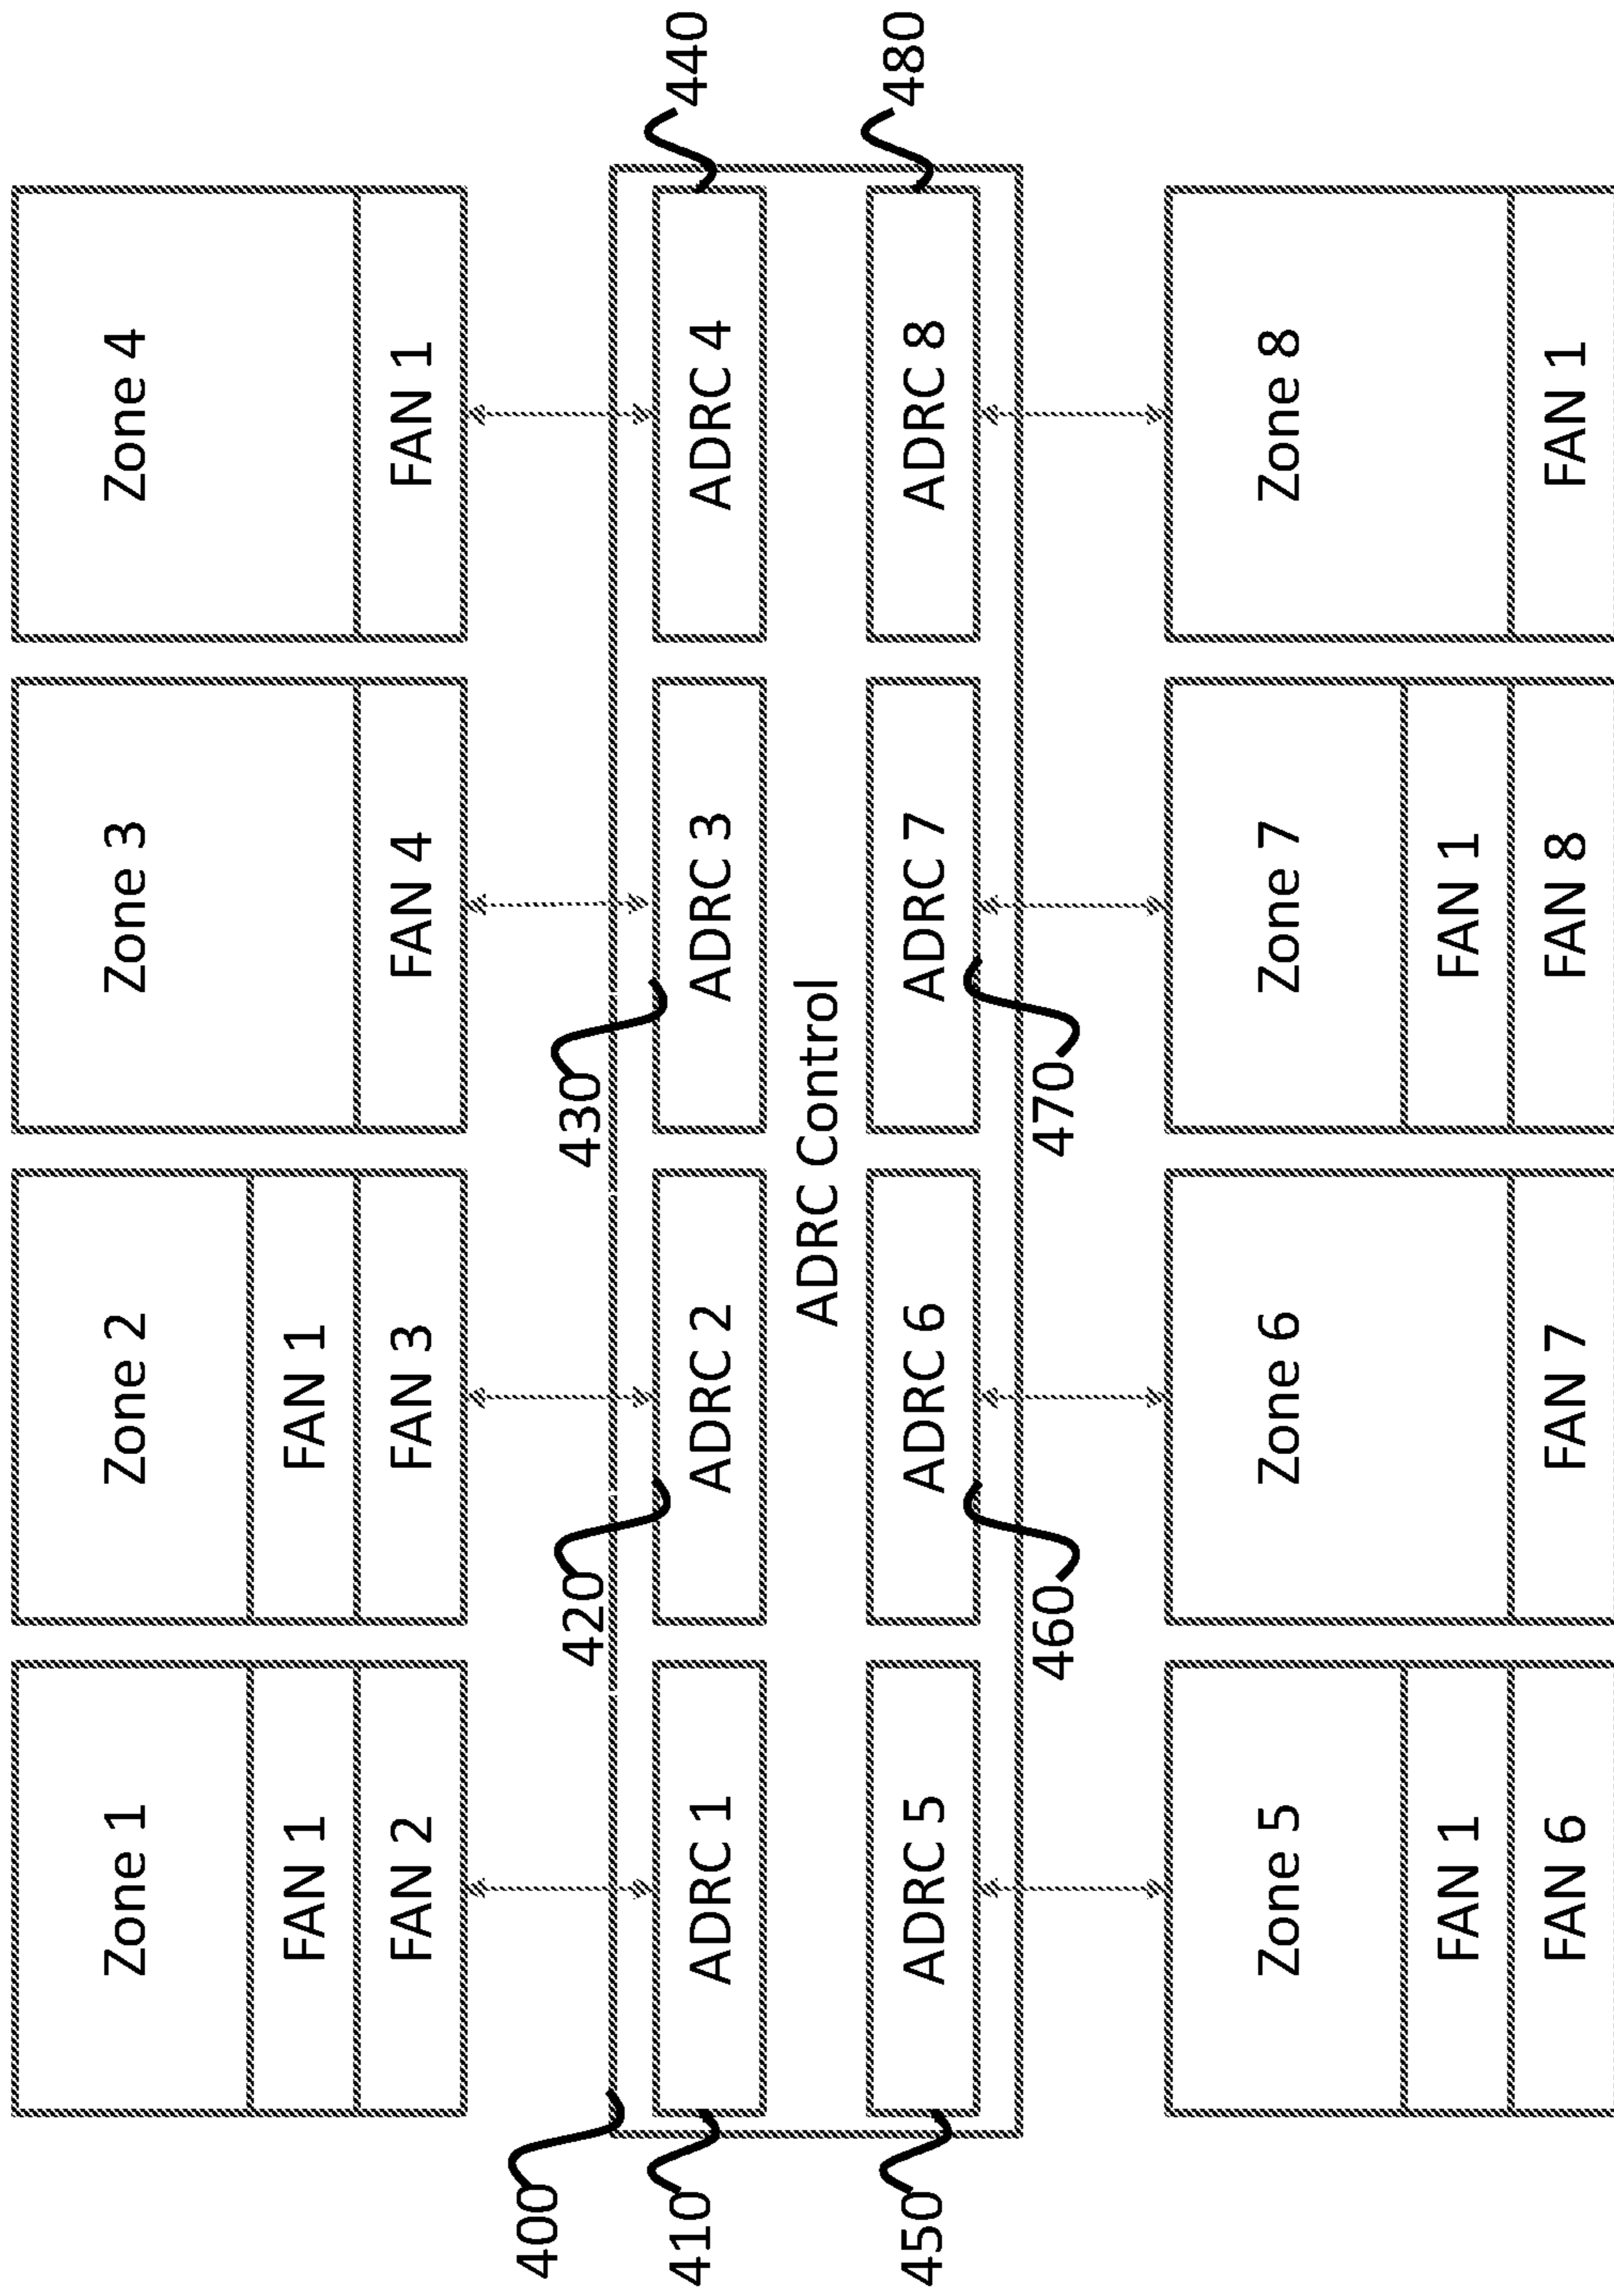 Zone 1
FAN 1
FAN 2
Zone 2
FAN 1
FAN 3
Zone 3
FAN 4
Zone 4
FAN 1
400
420
430
440
410
ADRC 1
ADRC 2
ADRC 3
ADRC 4
ADRC Control
450
ADRC 5
ADRC 6
ADRC 7
ADRC 8
480
460
470
Zone 5
FAN 1
FAN 6
Zone 6
FAN 7
Zone 7
FAN 1
FAN 8
Zone 8
FAN 1